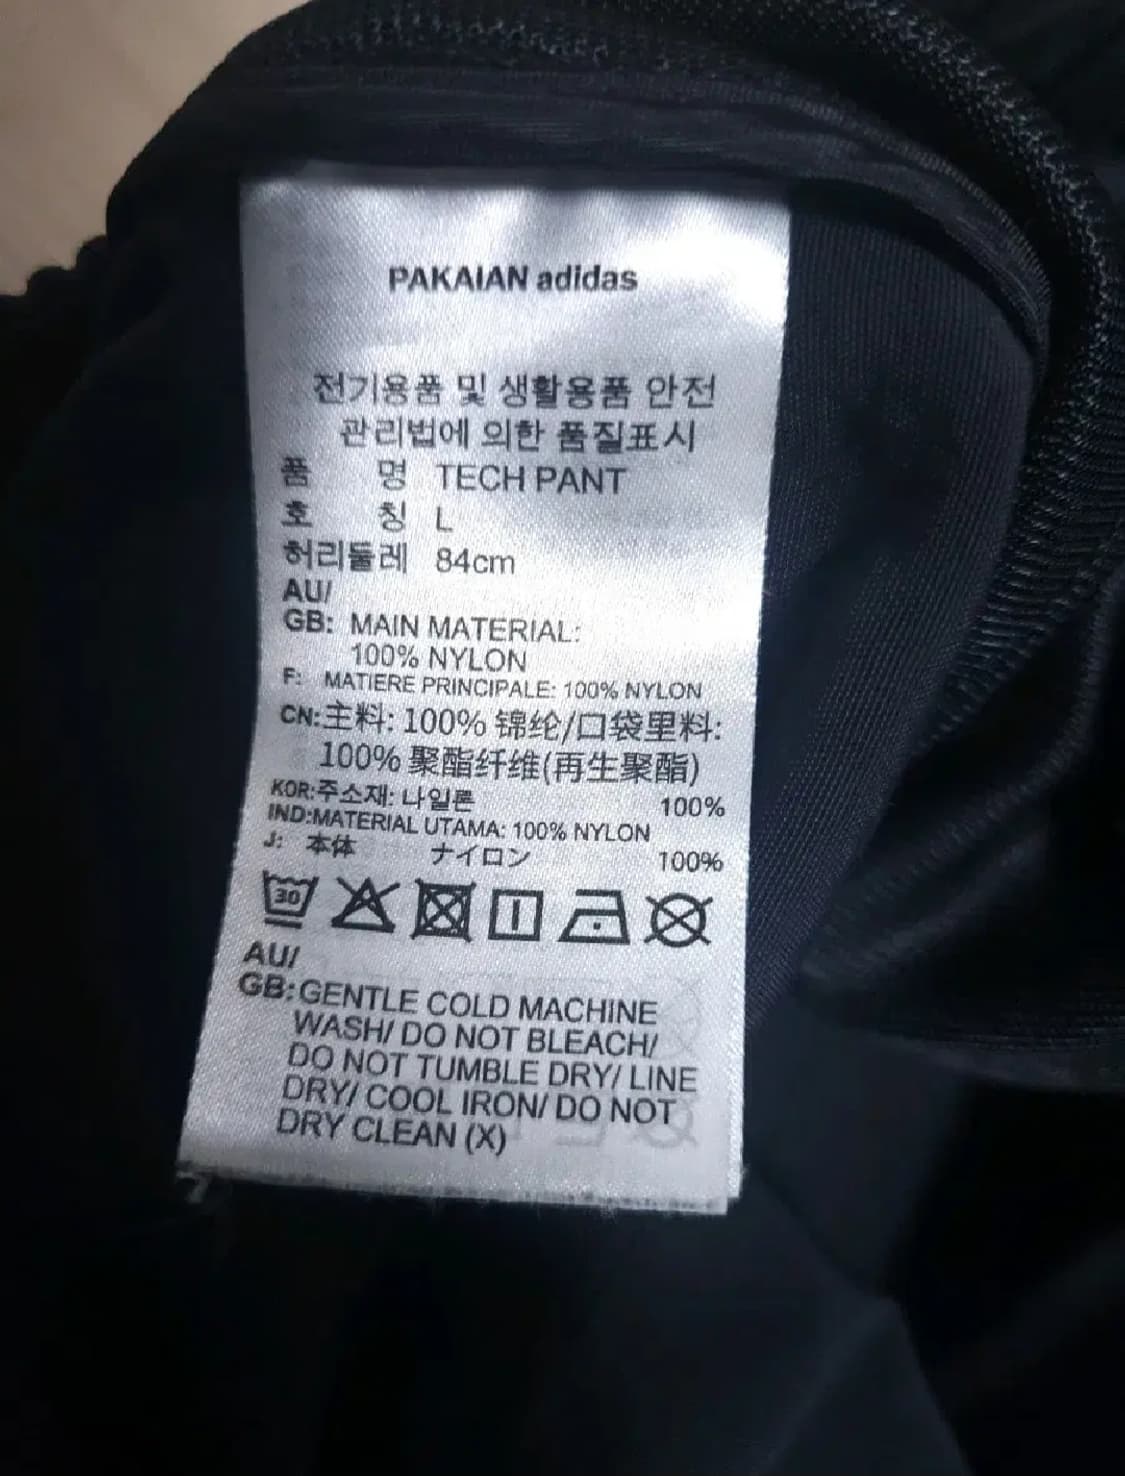 PAKAIAN adidas
전기용품 및 생활용품 안전
관리법에 의한 품질표시
품 명 TECH PANT
호 칭 L
허리둘레 84cm
AU/
GB: MAIN MATERIAL:
100% NYLON
F: MATIERE PRINCIPALE: 100% NYLON
CN:主料: 100% 锦纶/口袋里料:
100% 聚酯纤维(再生聚酯)
KOR:주소재: 나일론 100%
IND:MATERIAL UTAMA: 100% NYLON
J: 本体 ナイロン 100%
30
AU/
GB:GENTLE COLD MACHINE
WASH/ DO NOT BLEACH/
DO NOT TUMBLE DRY/ LINE
DRY/ COOL IRON/ DO NOT
DRY CLEAN (X)